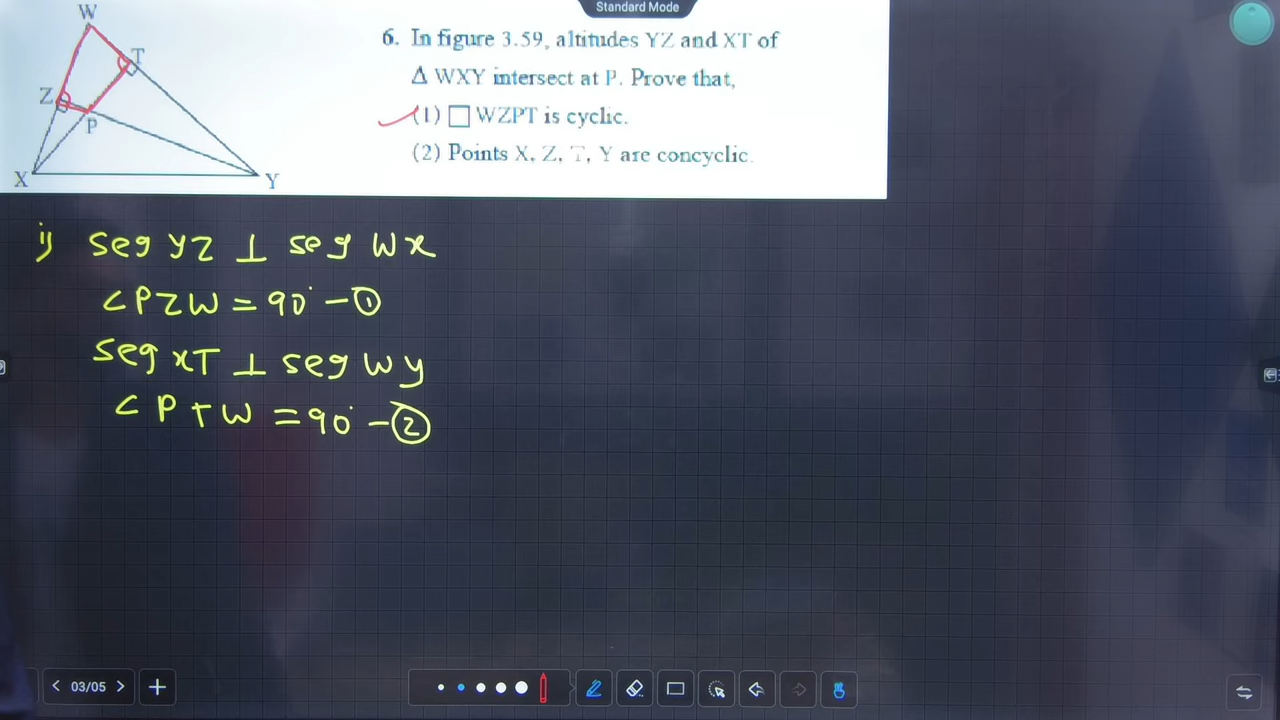 Standard Mode
W
T
Z
P
X
Y
6. In figure 3.59, altitudes YZ and XT of
Δ WXY intersect at P. Prove that,
(1) □ WZPT is cyclic.
(2) Points X, Z, T, Y are concyclic.
i) seg YZ ⊥ seg WX
∠PZW = 90° - ①
seg XT ⊥ seg WY
∠PTW = 90° - ②
03/05